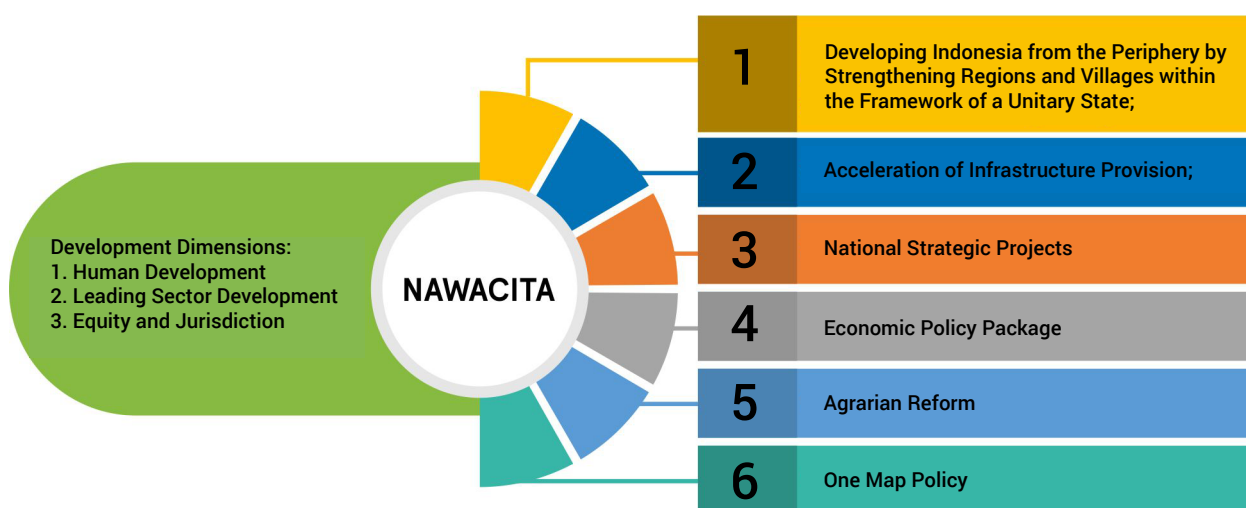 Development Dimensions:
1. Human Development
2. Leading Sector Development
3. Equity and Jurisdiction
NAWACITA
1
Developing Indonesia from the Periphery by
Strengthening Regions and Villages within
the Framework of a Unitary State;
2
Acceleration of Infrastructure Provision;
3
National Strategic Projects
4
Economic Policy Package
5
Agrarian Reform
6
One Map Policy